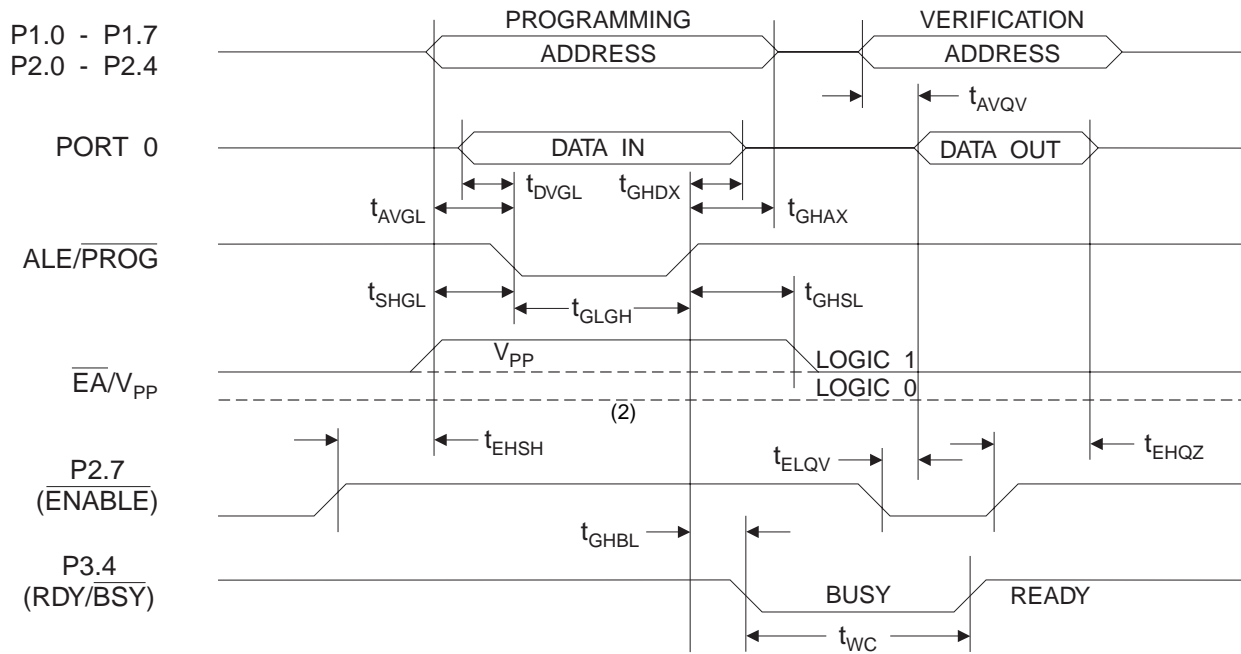 PROGRAMMING VERIFICATION
P1.0 - P1.7
P2.0 - P2.4
ADDRESS ADDRESS
tAVQV
PORT 0
DATA IN DATA OUT
tDVGL tGHDX
tAVGL tGHAX
ALE/PROG
tSHGL tGLGH tGHSL
VPP
LOGIC 1
EA/VPP
LOGIC 0
(2)
tEHSH tELQV tEHQZ
P2.7
(ENABLE)
tGHBL
P3.4
(RDY/BSY)
BUSY READY
tWC